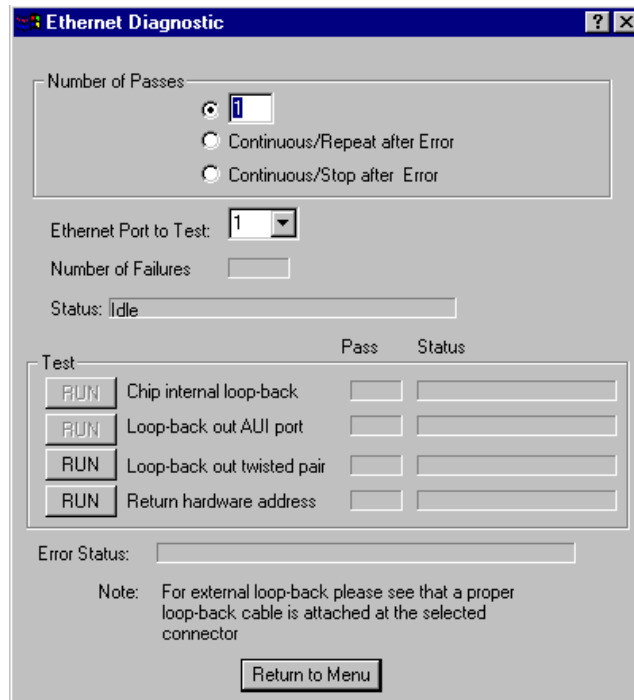 Ethernet Diagnostic
Number of Passes
1
Continuous/Repeat after Error
Continuous/Stop after Error
Ethernet Port to Test: 1
Number of Failures
Status: Idle
Pass Status
Test
RUN Chip internal loop-back
RUN Loop-back out AUI port
RUN Loop-back out twisted pair
RUN Return hardware address
Error Status:
Note: For external loop-back please see that a proper
loop-back cable is attached at the selected
connector
Return to Menu